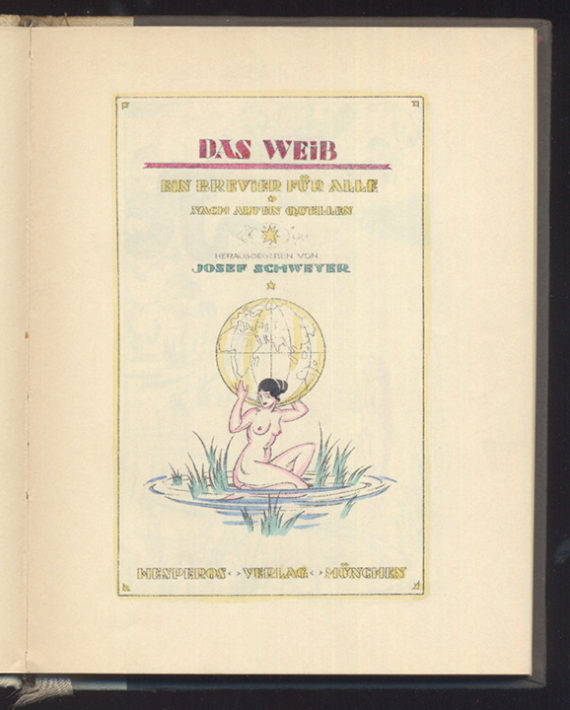 DAS WEIB
EIN BREVIER FÜR ALLE
NACH ALTEN QUELLEN
HERAUSGEGEBEN VON
JOSEF SCHWEYER
HESPEROS <> VERLAG <> MÜNCHEN